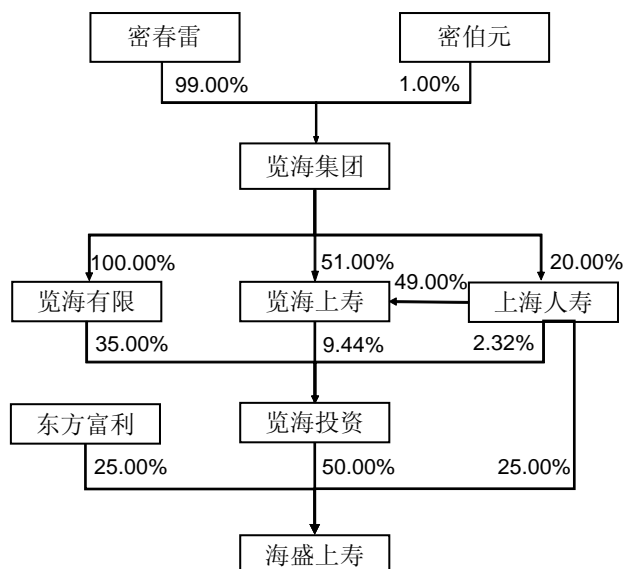 密春雷
密伯元
99.00%
1.00%
览海集团
100.00%
51.00%
20.00%
49.00%
览海有限
览海上寿
上海人寿
35.00%
9.44%
2.32%
东方富利
览海投资
25.00%
50.00%
25.00%
海盛上寿